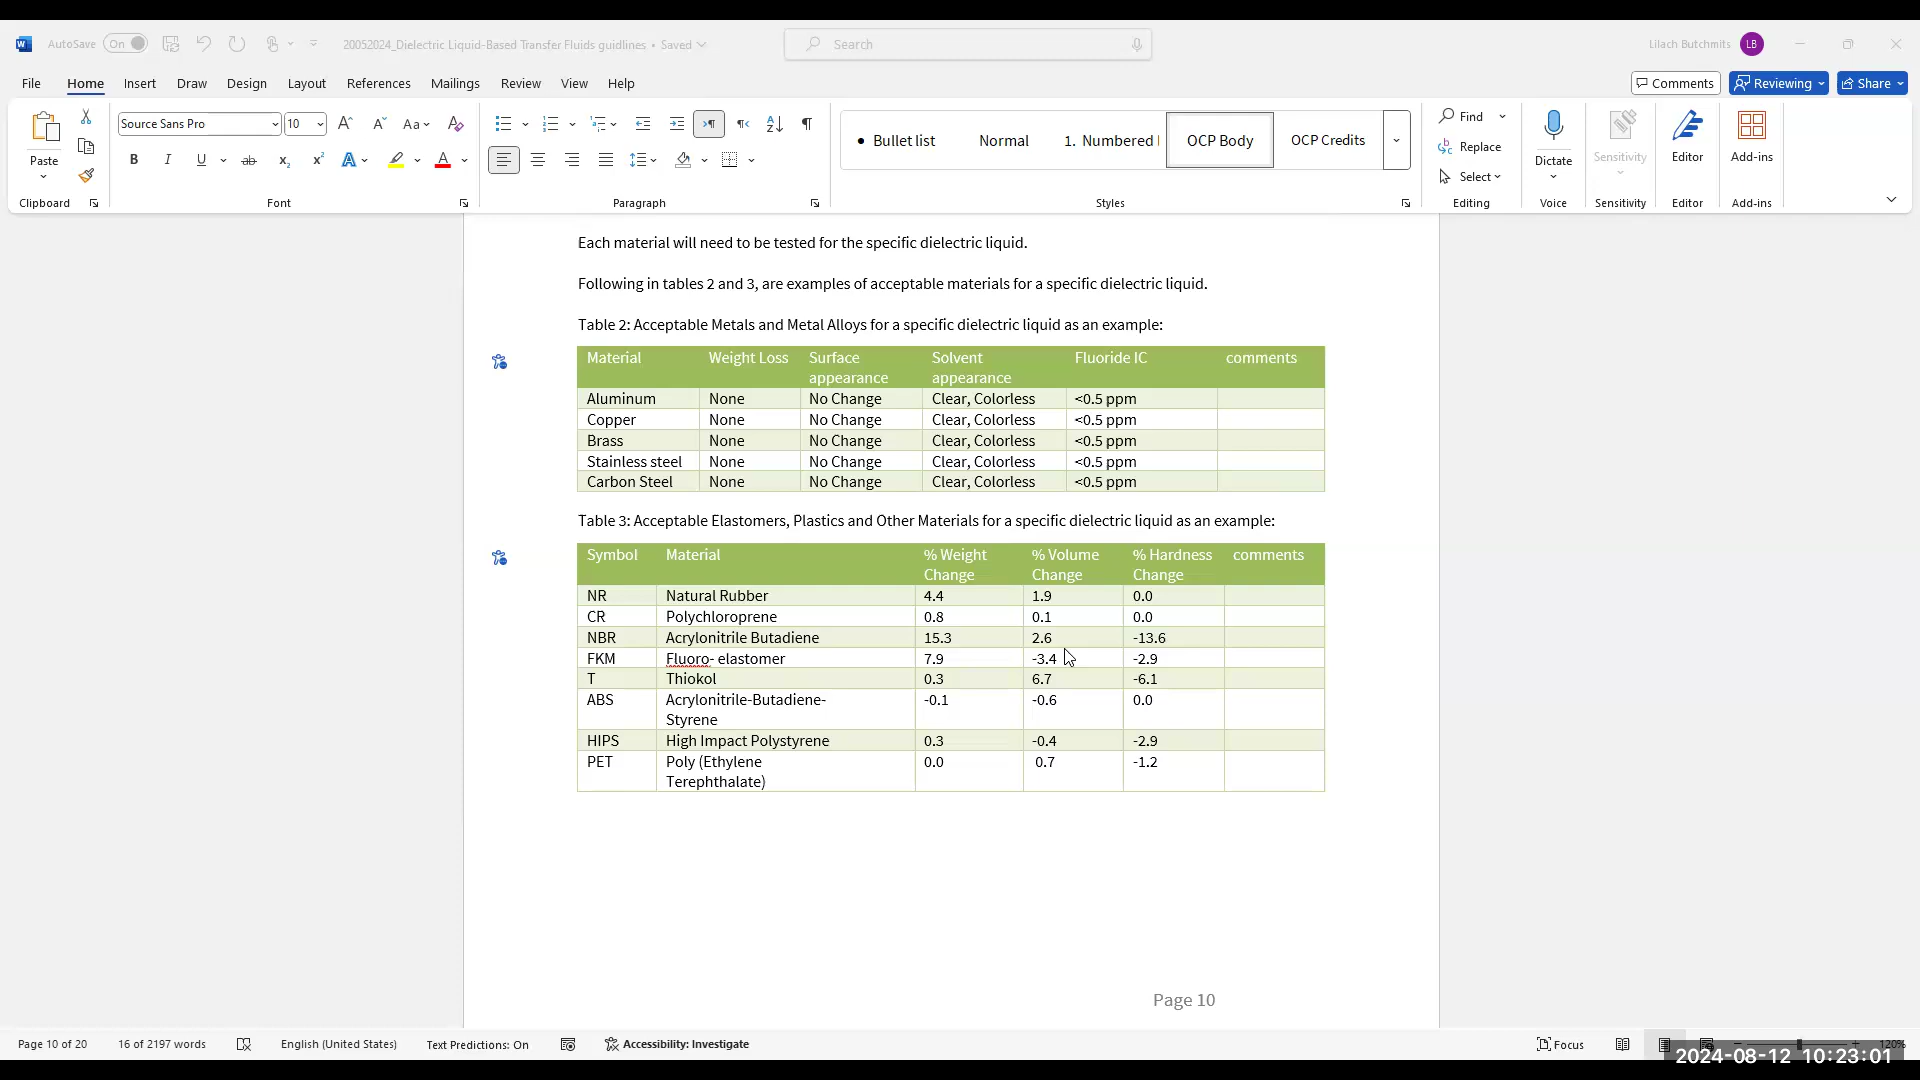 AutoSave On 20052024_Dielectric Liquid-Based Transfer Fluids guidlines • Saved Search Lilach Butchmits LB
File Home Insert Draw Design Layout References Mailings Review View Help Comments Reviewing Share
Paste
Clipboard
Source Sans Pro 10 A A Aa A
B I U ab x₂ x² A A
Font
Paragraph
• Bullet list Normal 1. Numbered OCP Body OCP Credits
Styles
Find
Replace
Select
Editing
Dictate
Voice
Sensitivity
Sensitivity
Editor
Editor
Add-ins
Add-ins
Each material will need to be tested for the specific dielectric liquid.
Following in tables 2 and 3, are examples of acceptable materials for a specific dielectric liquid.
Table 2: Acceptable Metals and Metal Alloys for a specific dielectric liquid as an example:
Material Weight Loss Surface appearance Solvent appearance Fluoride IC comments
Aluminum None No Change Clear, Colorless <0.5 ppm
Copper None No Change Clear, Colorless <0.5 ppm
Brass None No Change Clear, Colorless <0.5 ppm
Stainless steel None No Change Clear, Colorless <0.5 ppm
Carbon Steel None No Change Clear, Colorless <0.5 ppm
Table 3: Acceptable Elastomers, Plastics and Other Materials for a specific dielectric liquid as an example:
Symbol Material % Weight Change % Volume Change % Hardness Change comments
NR Natural Rubber 4.4 1.9 0.0
CR Polychloroprene 0.8 0.1 0.0
NBR Acrylonitrile Butadiene 15.3 2.6 -13.6
FKM Fluoro- elastomer 7.9 -3.4 -2.9
T Thiokol 0.3 6.7 -6.1
ABS Acrylonitrile-Butadiene-Styrene -0.1 -0.6 0.0
HIPS High Impact Polystyrene 0.3 -0.4 -2.9
PET Poly (Ethylene Terephthalate) 0.0 0.7 -1.2
Page 10
Page 10 of 20 16 of 2197 words English (United States) Text Predictions: On Accessibility: Investigate Focus 120%
2024-08-12 10:23:01